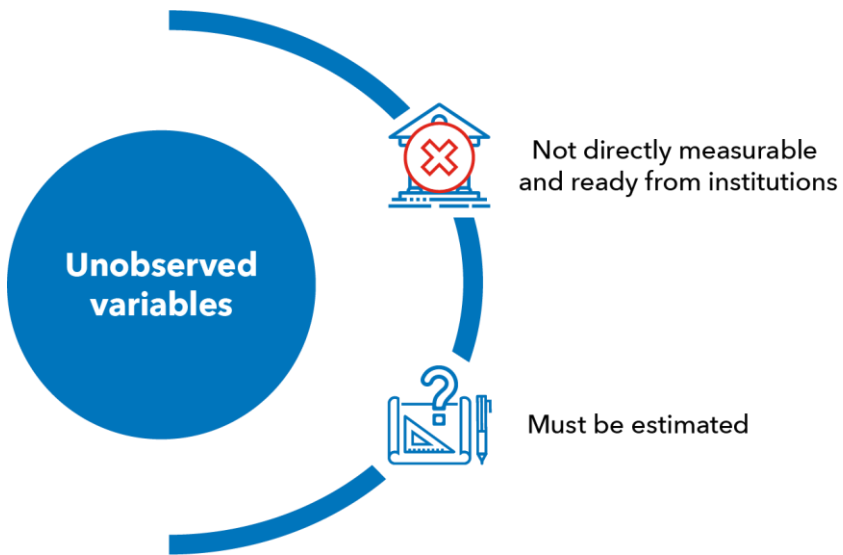 Unobserved
variables
Not directly measurable
and ready from institutions
Must be estimated